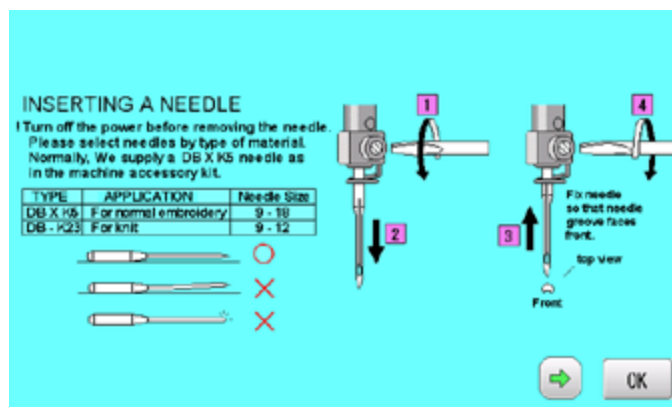 INSERTING A NEEDLE
! Turn off the power before removing the needle.
Please select needles by type of material.
Normally, We supply a DB X K5 needle as
in the machine accessory kit.
TYPE APPLICATION Needle Size
DB X K5 For normal embroidery 9 - 18
DB - K23 For knit 9 - 12
1
2
3
4
Fix needle
so that needle
groove faces
front.
top view
Front
OK